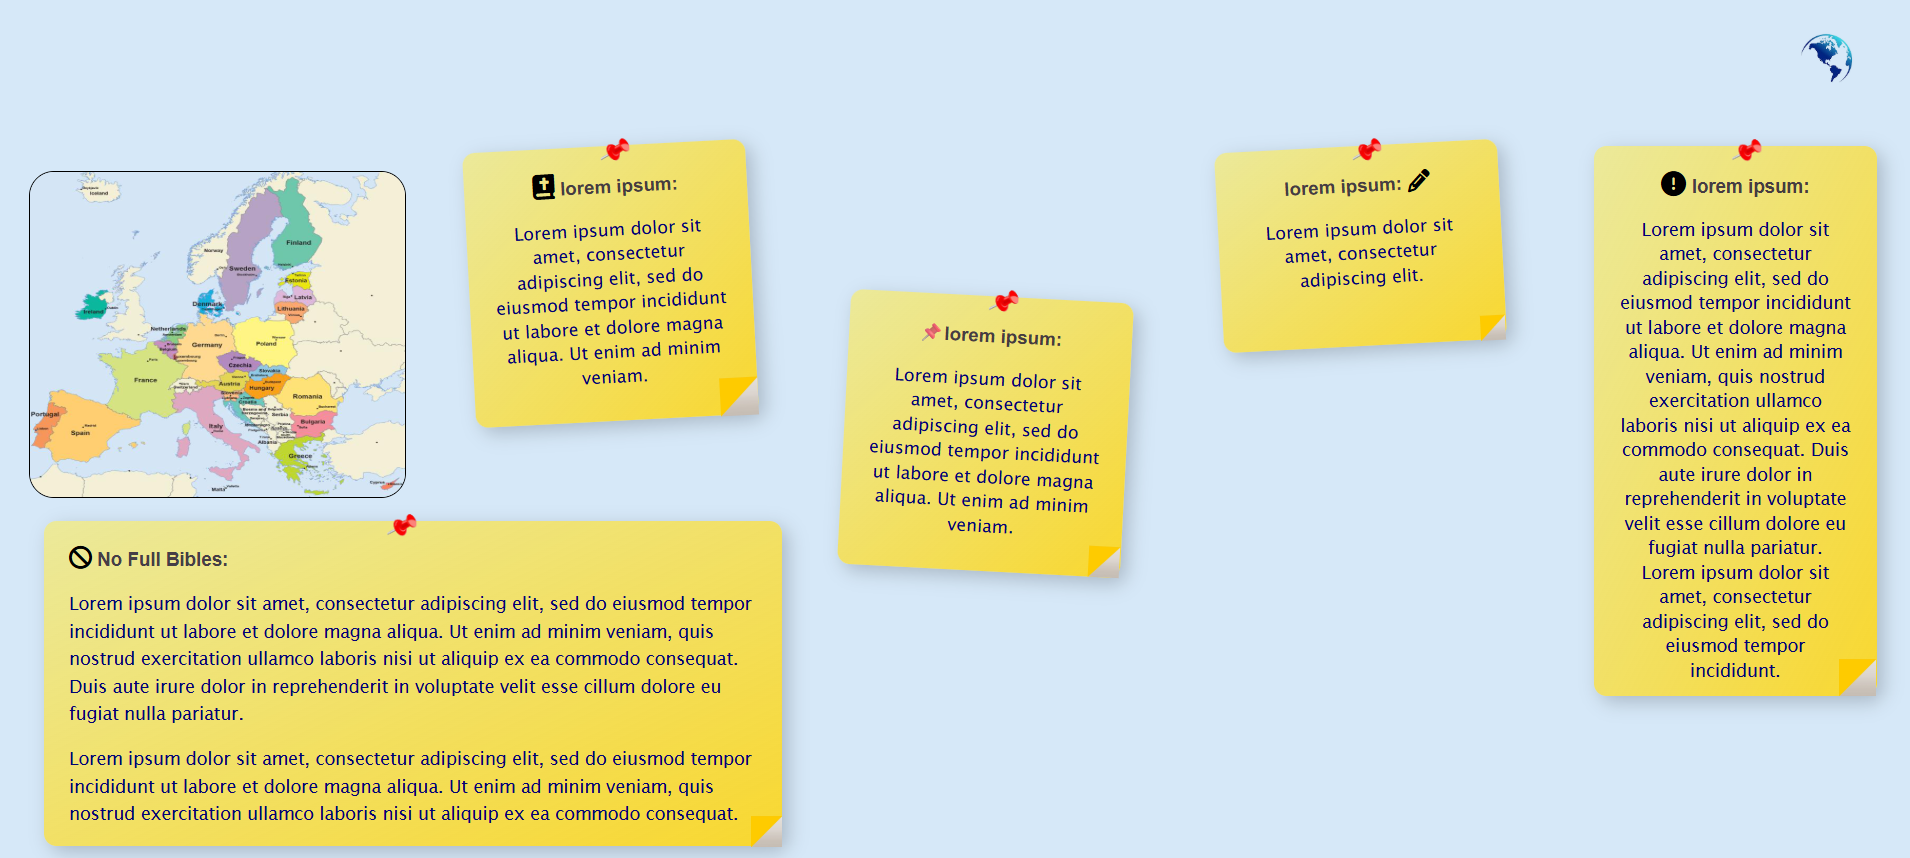 Iceland
Finland
Norway
Sweden
Estonia
Latvia
Denmark
Lithuania
Ireland
Netherlands
Germany
Poland
Czechia
Slovakia
France
Austria
Hungary
Slovenia
Croatia
Romania
Serbia
Portugal
Spain
Italy
Bulgaria
Albania
Greece
Malta
Cyprus
lorem ipsum:
Lorem ipsum dolor sit
amet, consectetur
adipiscing elit, sed do
eiusmod tempor incididunt
ut labore et dolore magna
aliqua. Ut enim ad minim
veniam.
lorem ipsum:
Lorem ipsum dolor sit
amet, consectetur
adipiscing elit, sed do
eiusmod tempor incididunt
ut labore et dolore magna
aliqua. Ut enim ad minim
veniam.
lorem ipsum:
Lorem ipsum dolor sit
amet, consectetur
adipiscing elit.
lorem ipsum:
Lorem ipsum dolor sit
amet, consectetur
adipiscing elit, sed do
eiusmod tempor incididunt
ut labore et dolore magna
aliqua. Ut enim ad minim
veniam, quis nostrud
exercitation ullamco
laboris nisi ut aliquip ex ea
commodo consequat. Duis
aute irure dolor in
reprehenderit in voluptate
velit esse cillum dolore eu
fugiat nulla pariatur.
Lorem ipsum dolor sit
amet, consectetur
adipiscing elit, sed do
eiusmod tempor
incididunt.
No Full Bibles:
Lorem ipsum dolor sit amet, consectetur adipiscing elit, sed do eiusmod tempor
incididunt ut labore et dolore magna aliqua. Ut enim ad minim veniam, quis
nostrud exercitation ullamco laboris nisi ut aliquip ex ea commodo consequat.
Duis aute irure dolor in reprehenderit in voluptate velit esse cillum dolore eu
fugiat nulla pariatur.
Lorem ipsum dolor sit amet, consectetur adipiscing elit, sed do eiusmod tempor
incididunt ut labore et dolore magna aliqua. Ut enim ad minim veniam, quis
nostrud exercitation ullamco laboris nisi ut aliquip ex ea commodo consequat.